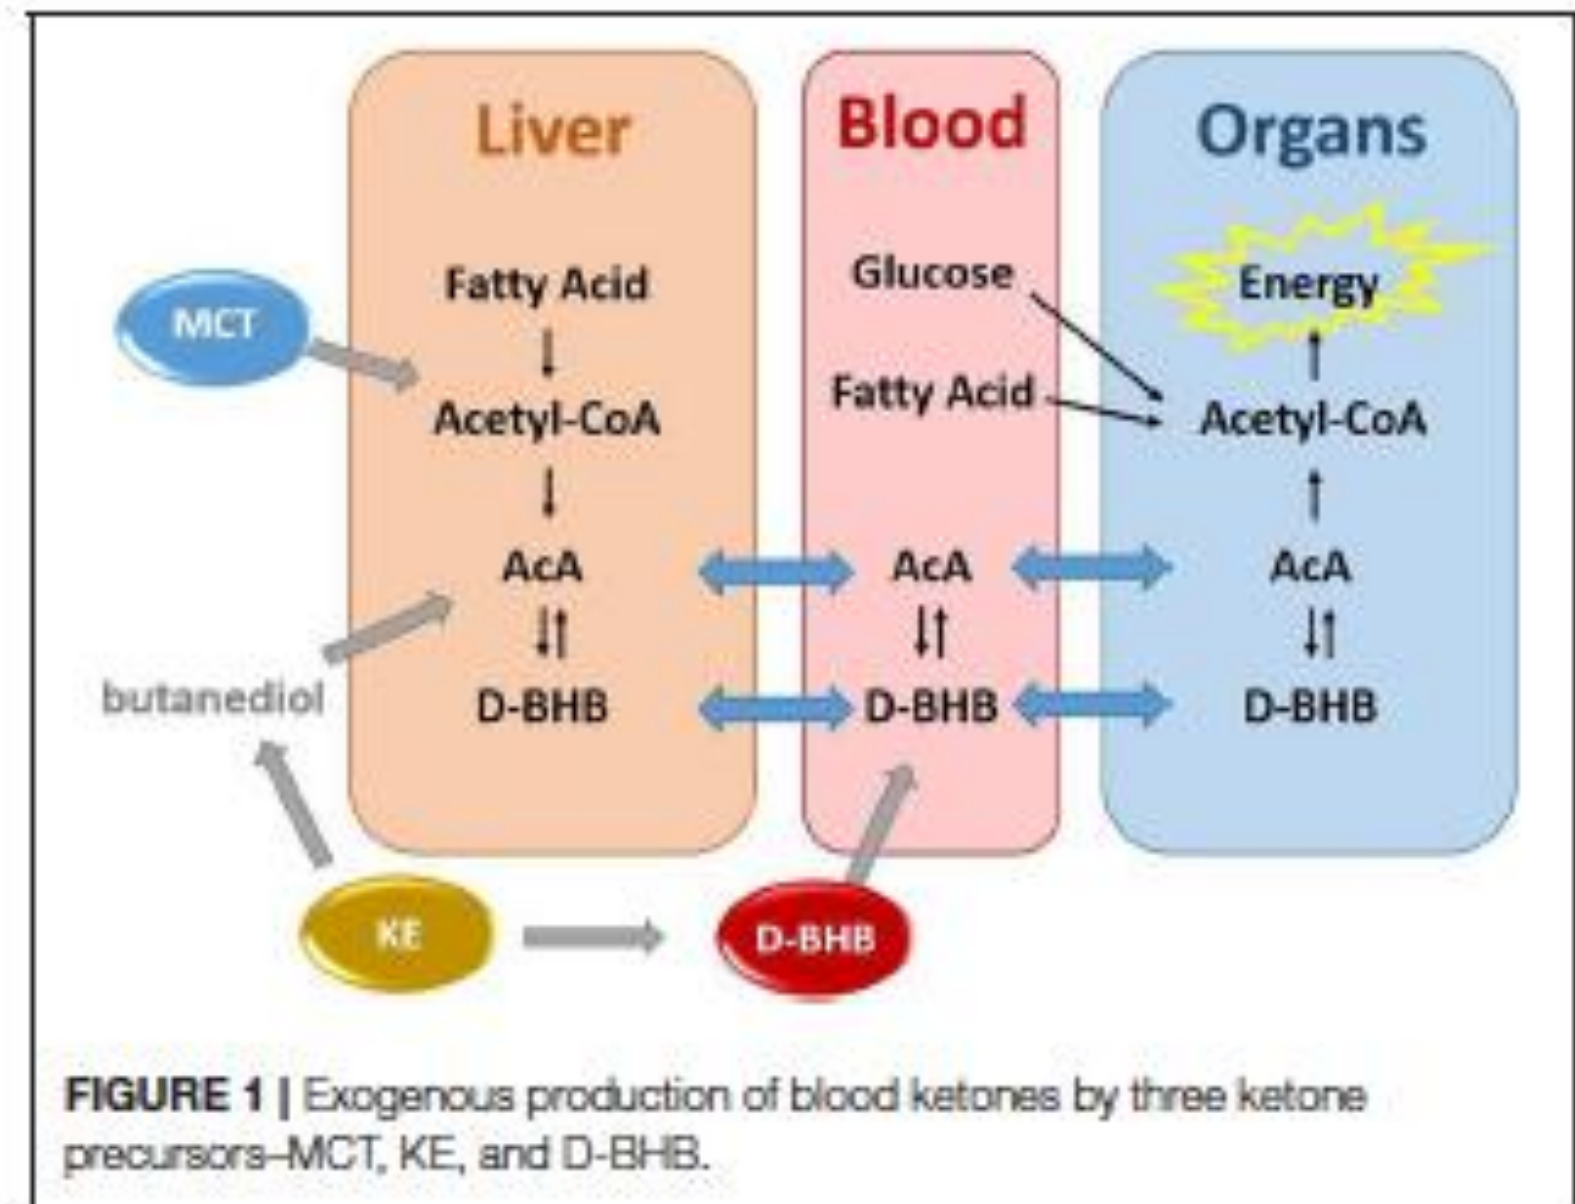 Liver
Blood
Organs
Fatty Acid
Glucose
Energy
MCT
Acetyl-CoA
Fatty Acid
Acetyl-CoA
AcA
AcA
AcA
butanediol
D-BHB
D-BHB
D-BHB
KE
D-BHB
FIGURE 1 | Exogenous production of blood ketones by three ketone
precursors–MCT, KE, and D-BHB.